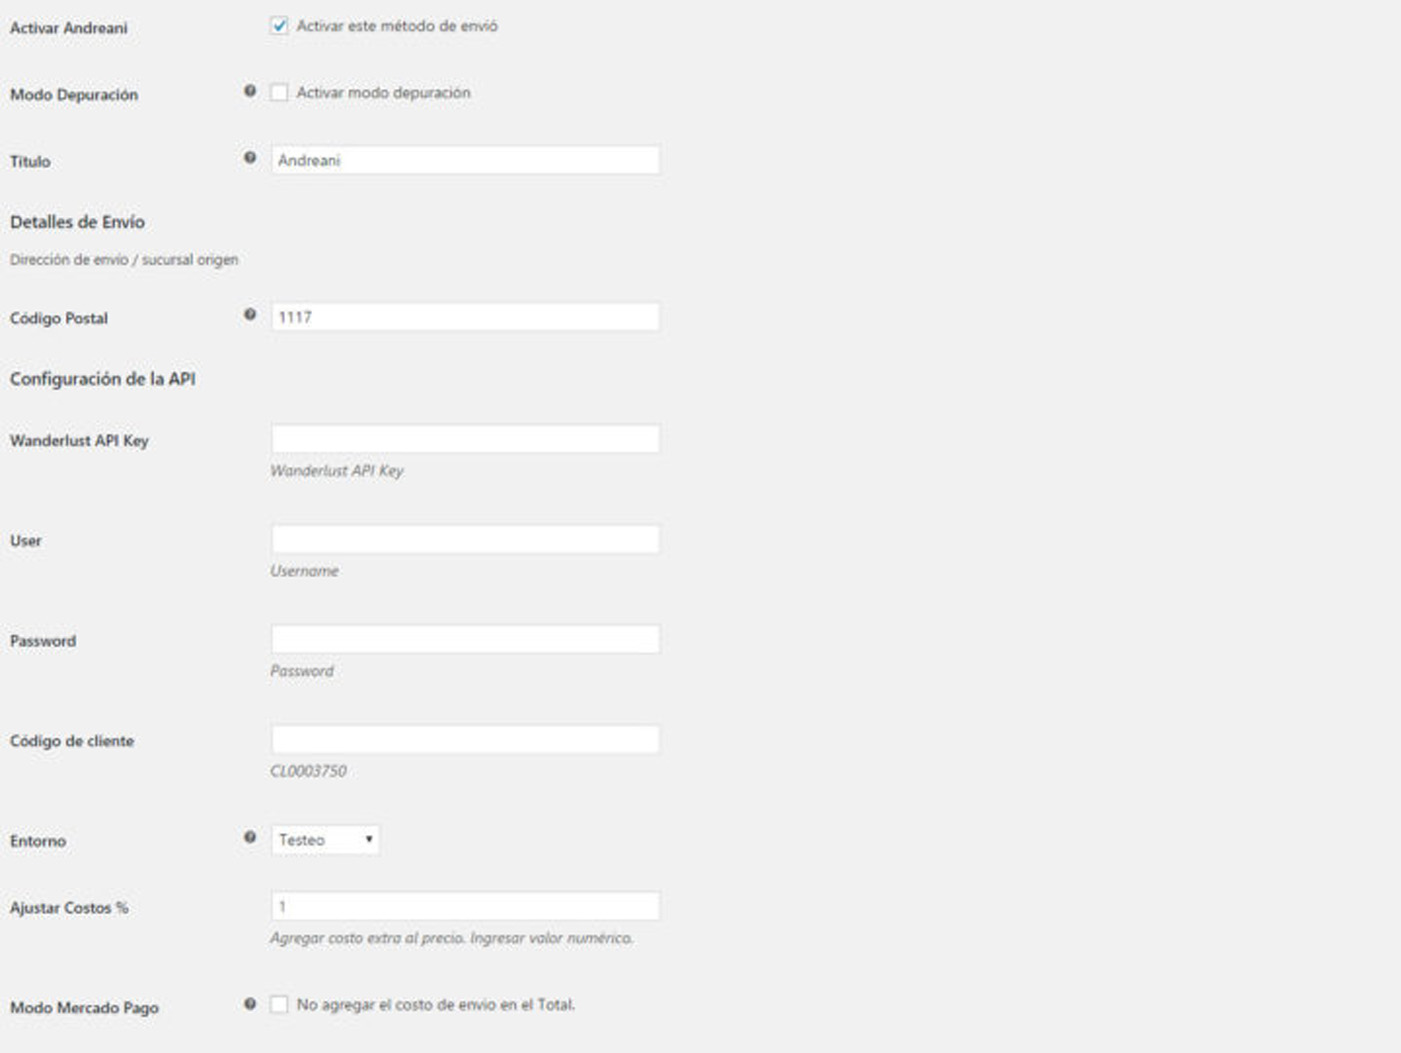 Activar Andreani Activar este método de envió
Modo Depuración Activar modo depuración
Título Andreani
Detalles de Envío
Dirección de envío / sucursal origen
Código Postal 1117
Configuración de la API
Wanderlust API Key
Wanderlust API Key
User
Username
Password
Password
Código de cliente
CL0003750
Entorno Testeo
Ajustar Costos % 1
Agregar costo extra al precio. Ingresar valor numérico.
Modo Mercado Pago No agregar el costo de envio en el Total.